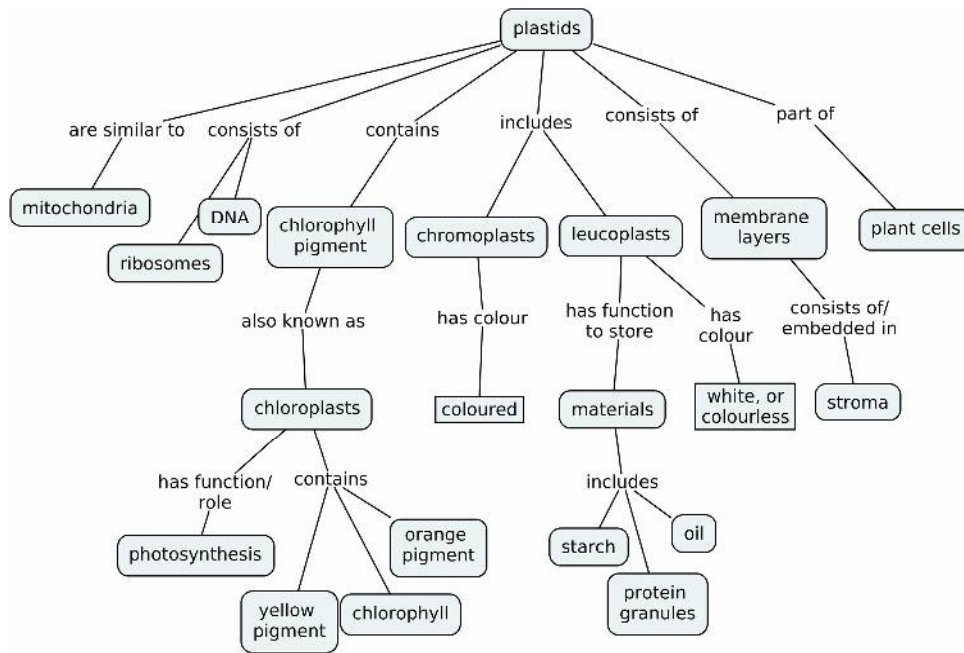 plastids
are similar to
consists of
contains
includes
consists of
part of
mitochondria
DNA
ribosomes
chlorophyll
pigment
chromoplasts
leucoplasts
membrane
layers
plant cells
also known as
has colour
has function
to store
has
colour
consists of/
embedded in
chloroplasts
coloured
materials
white, or
colourless
stroma
has function/
role
contains
includes
photosynthesis
orange
pigment
starch
oil
yellow
pigment
chlorophyll
protein
granules